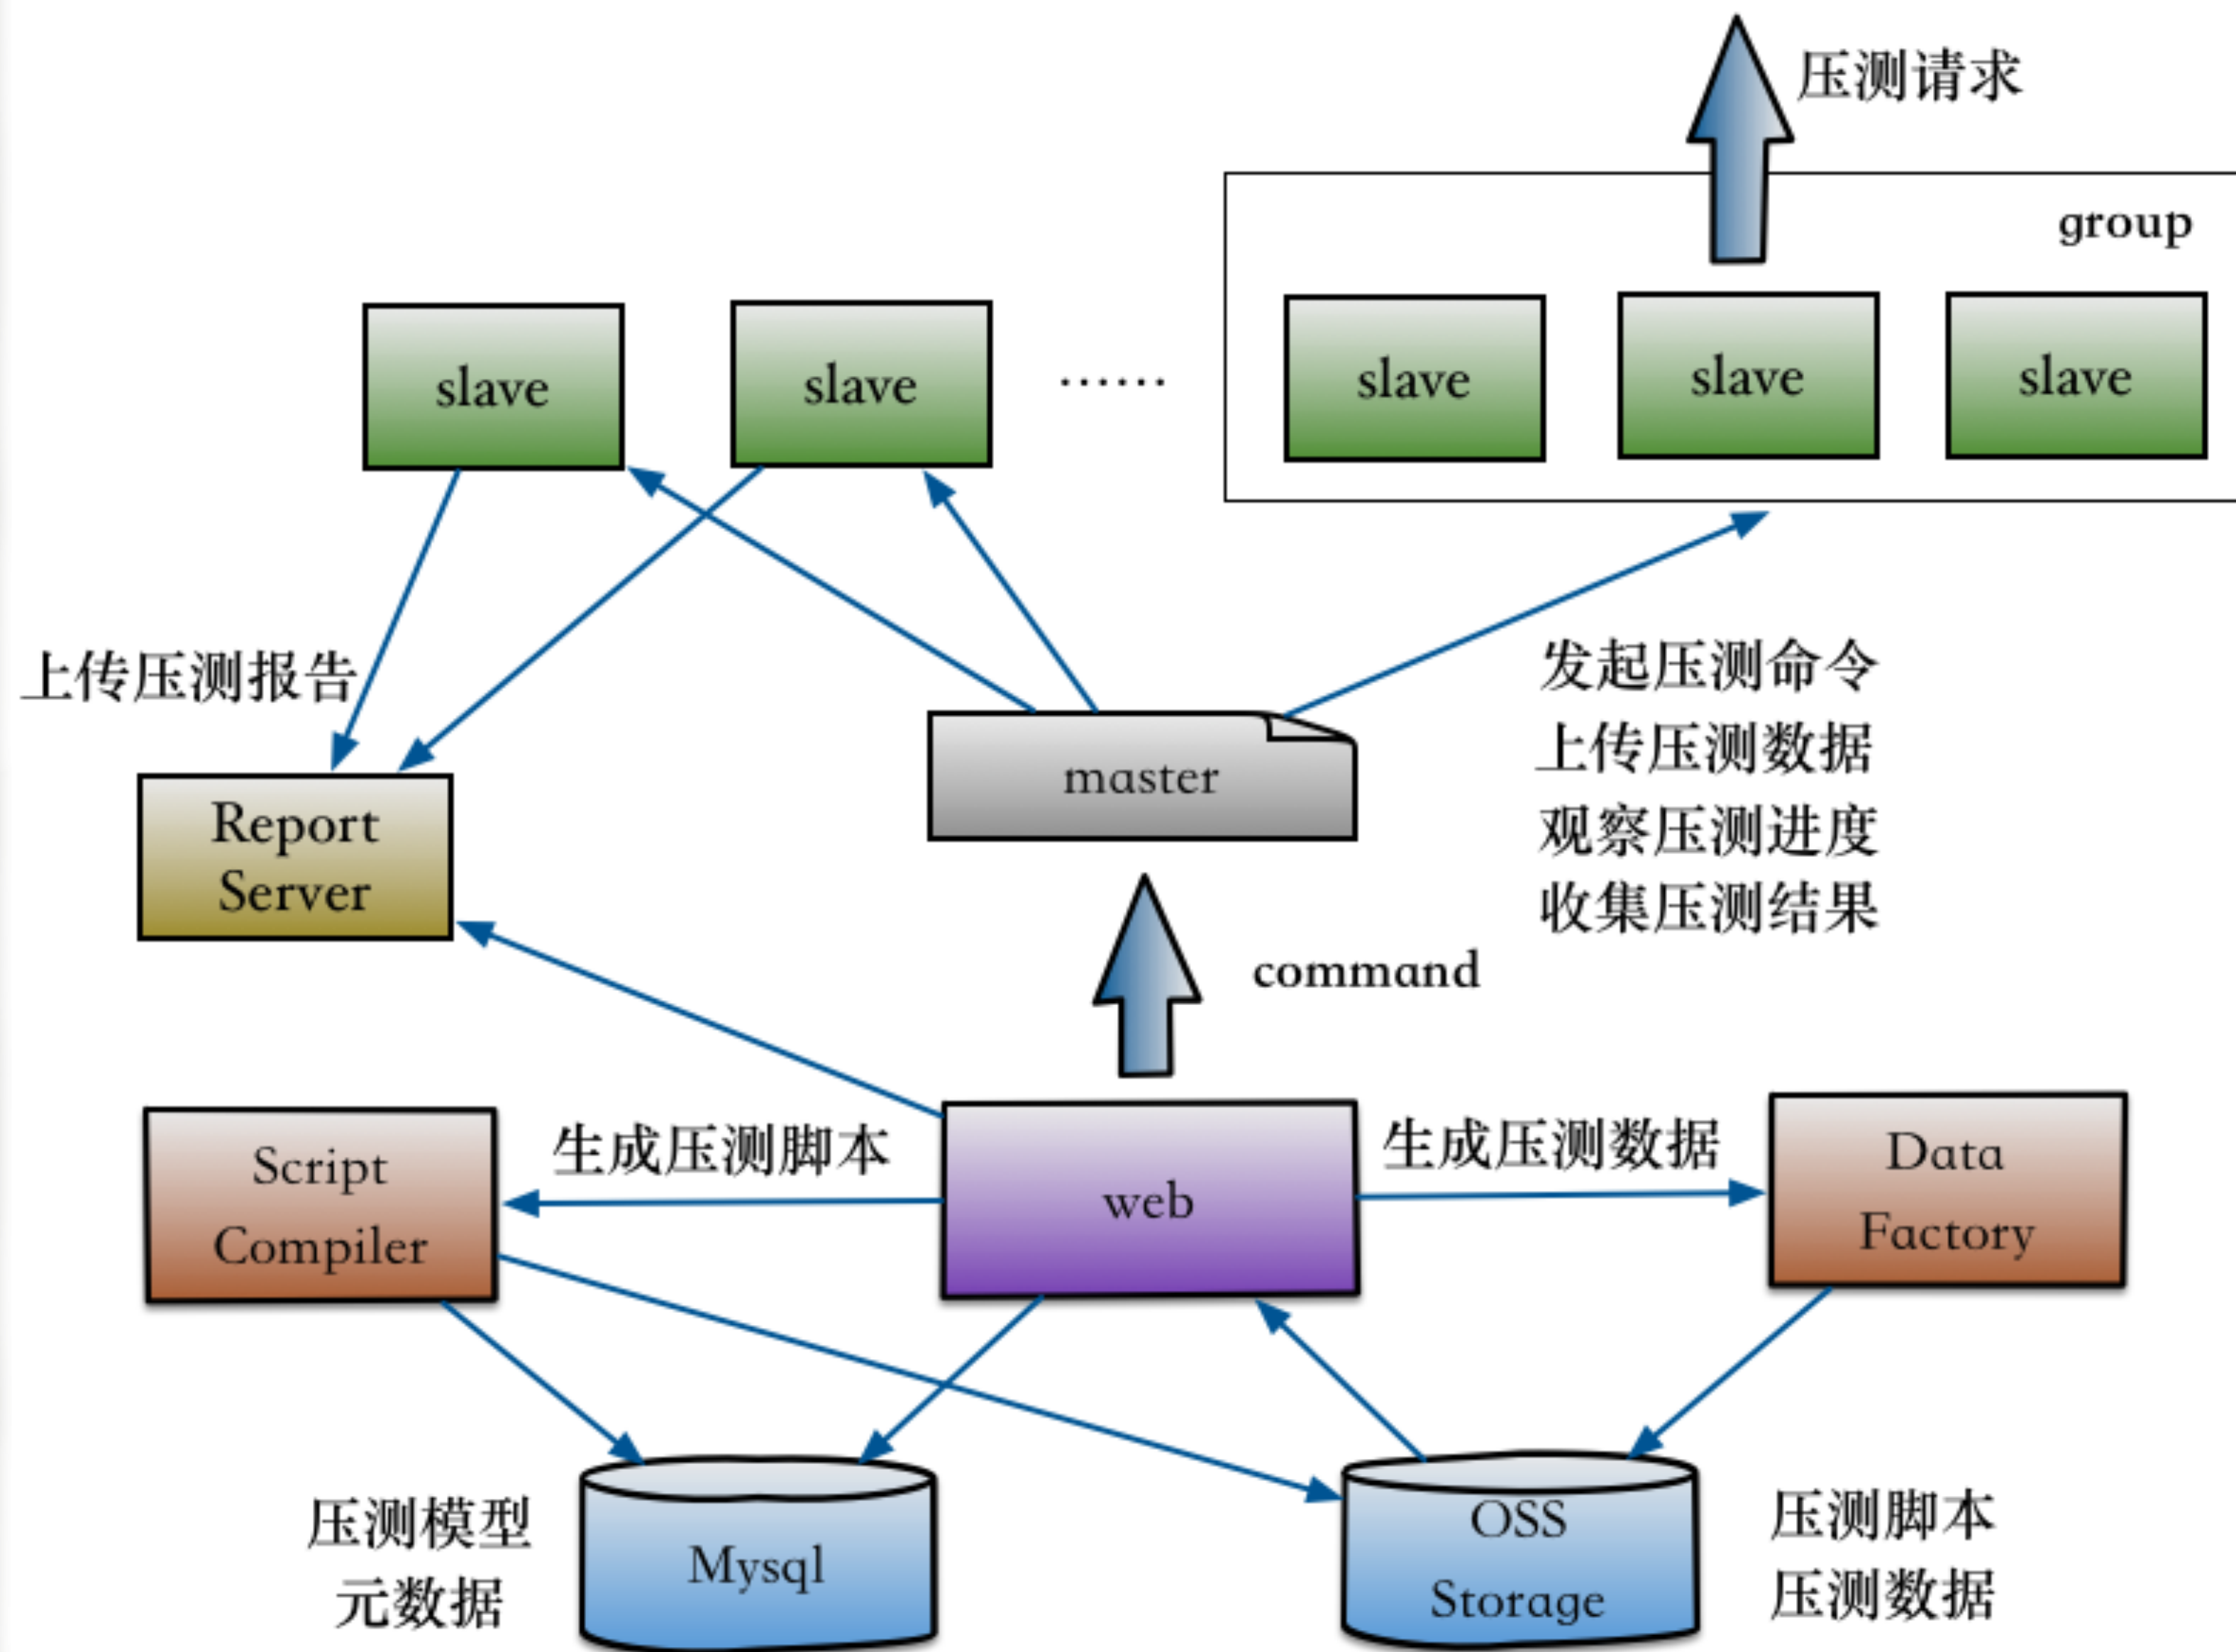 压测请求
group
slave
slave
......
slave
slave
slave
上传压测报告
发起压测命令
上传压测数据
观察压测进度
收集压测结果
master
Report
Server
command
Script
Compiler
生成压测脚本
web
生成压测数据
Data
Factory
压测模型
元数据
Mysql
OSS
Storage
压测脚本
压测数据